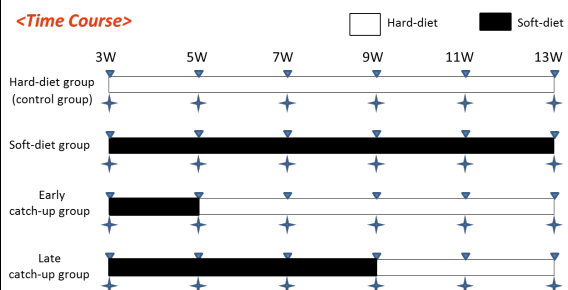 <Time Course>
Hard-diet
Soft-diet
3W 5W 7W 9W 11W 13W
Hard-diet group
(control group)
Soft-diet group
Early
catch-up group
Late
catch-up group